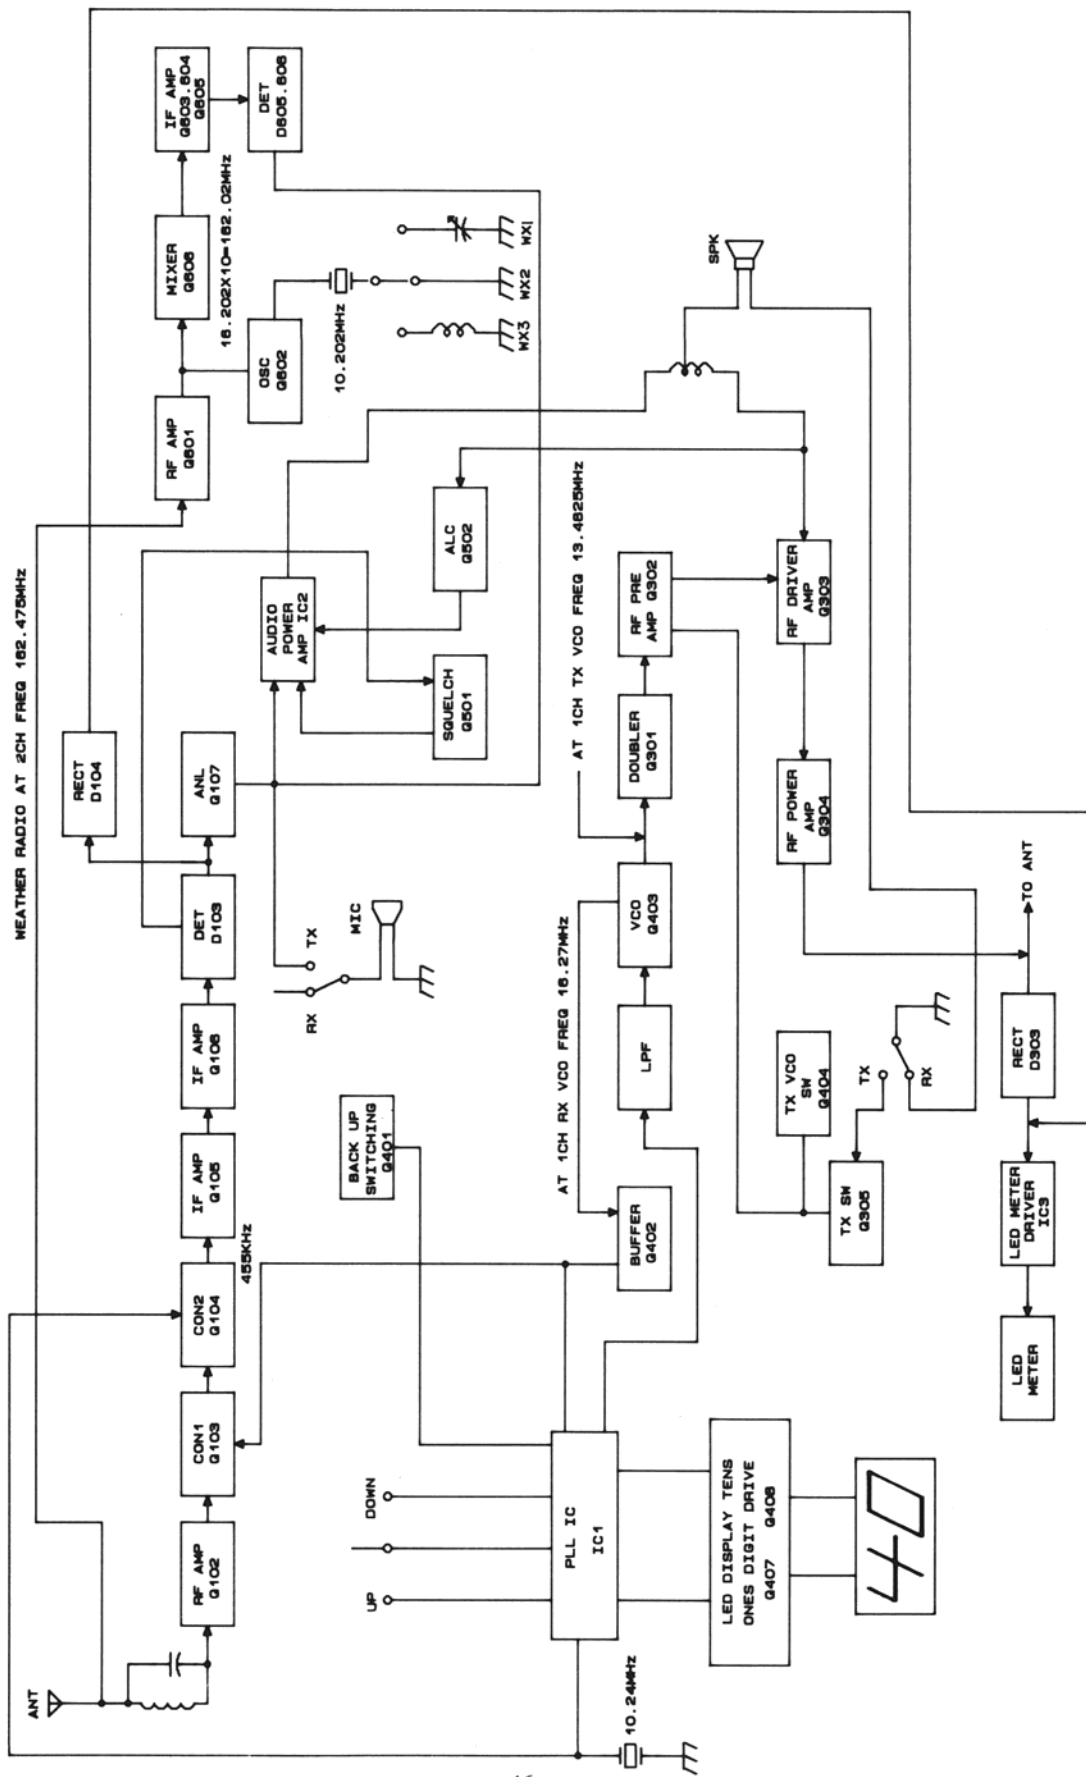 WEATHER RADIO AT 2CH FREQ 162.475MHz
ANT
RF AMP
Q102
CON1
Q103
CON2
Q104
455KHz
IF AMP
Q105
IF AMP
Q106
DET
D103
ANL
Q107
RECT
D104
RF AMP
Q601
MIXER
Q606
IF AMP
Q603.604
Q605
DET
D605.606
16.202X10=162.02MHz
OSC
Q602
10.202MHz
WX3
WX2
WX1
AUDIO
POWER
AMP IC2
ALC
Q502
SQUELCH
Q501
SPK
RX
TX
MIC
BACK UP
SWITCHING
Q401
UP
DOWN
PLL IC
IC1
10.24MHz
AT 1CH RX VCO FREQ 16.27MHz
AT 1CH TX VCO FREQ 13.4825MHz
BUFFER
Q402
LPF
VCO
Q403
DOUBLER
Q301
RF PRE
AMP Q302
RF DRIVER
AMP
Q303
RF POWER
AMP
Q304
TX VCO
SW
Q404
TX SW
Q305
TX
RX
LED DISPLAY TENS
ONES DIGIT DRIVE
Q407 Q408
40
LED
METER
LED METER
DRIVER
IC3
RECT
D303
TO ANT